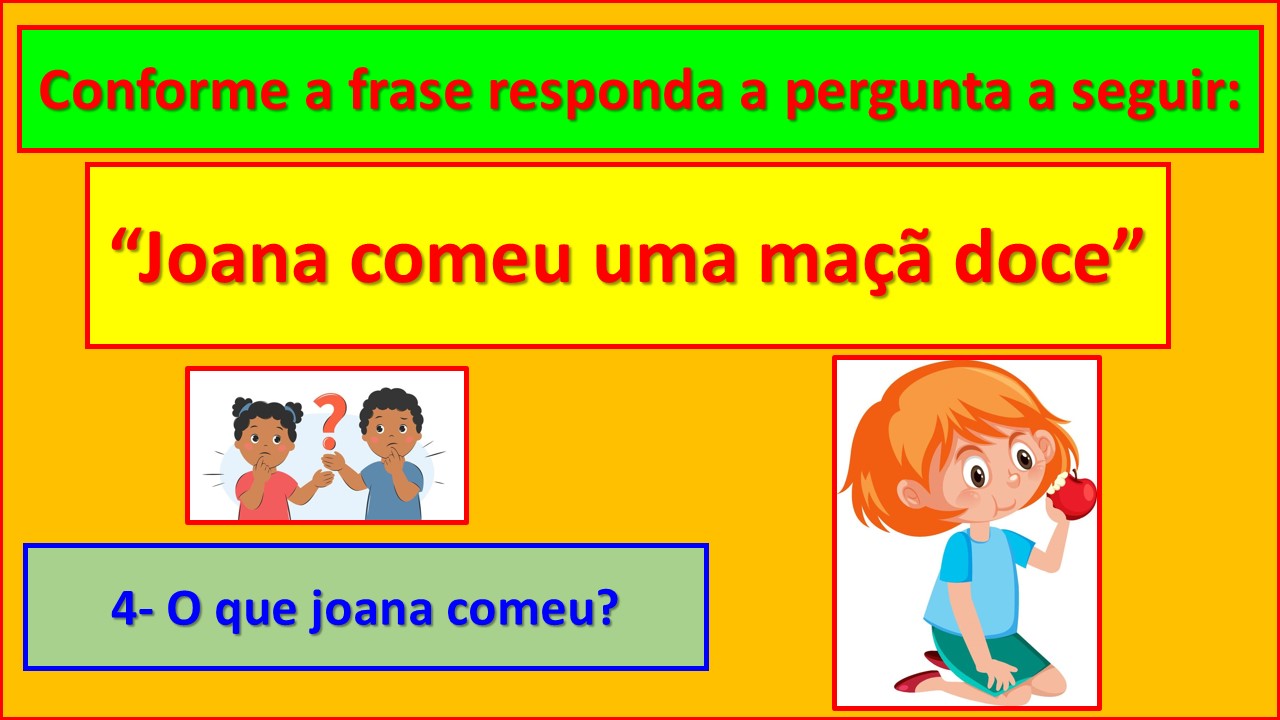 Conforme a frase responda a pergunta a seguir:
“Joana comeu uma maçã doce”
?
4- O que joana comeu?